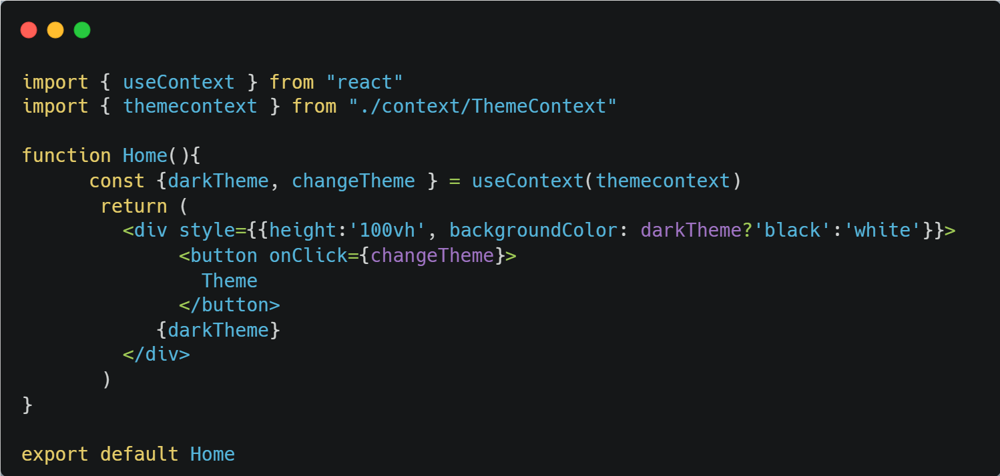 import { useContext } from "react"
import { themecontext } from "./context/ThemeContext"
function Home(){
      const {darkTheme, changeTheme } = useContext(themecontext)
       return (
         <div style={{height:'100vh', backgroundColor: darkTheme?'black':'white'}}>
              <button onClick={changeTheme}>
                Theme
              </button>
            {darkTheme}
         </div>
       )
}
export default Home